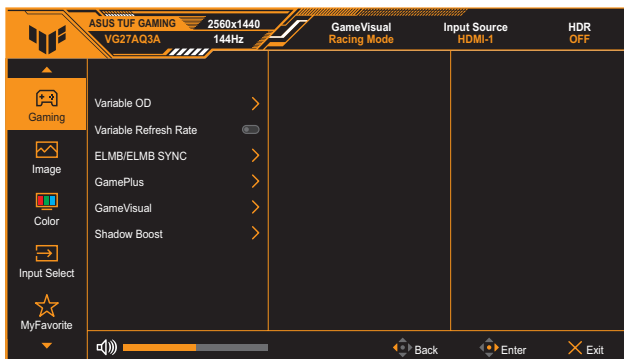 ASUS TUF GAMING 2560x1440
VG27AQ3A 144Hz
GameVisual
Racing Mode
Input Source
HDMI-1
HDR
OFF
Gaming
Image
Color
Input Select
MyFavorite
Variable OD
Variable Refresh Rate
ELMB/ELMB SYNC
GamePlus
GameVisual
Shadow Boost
Back
Enter
Exit